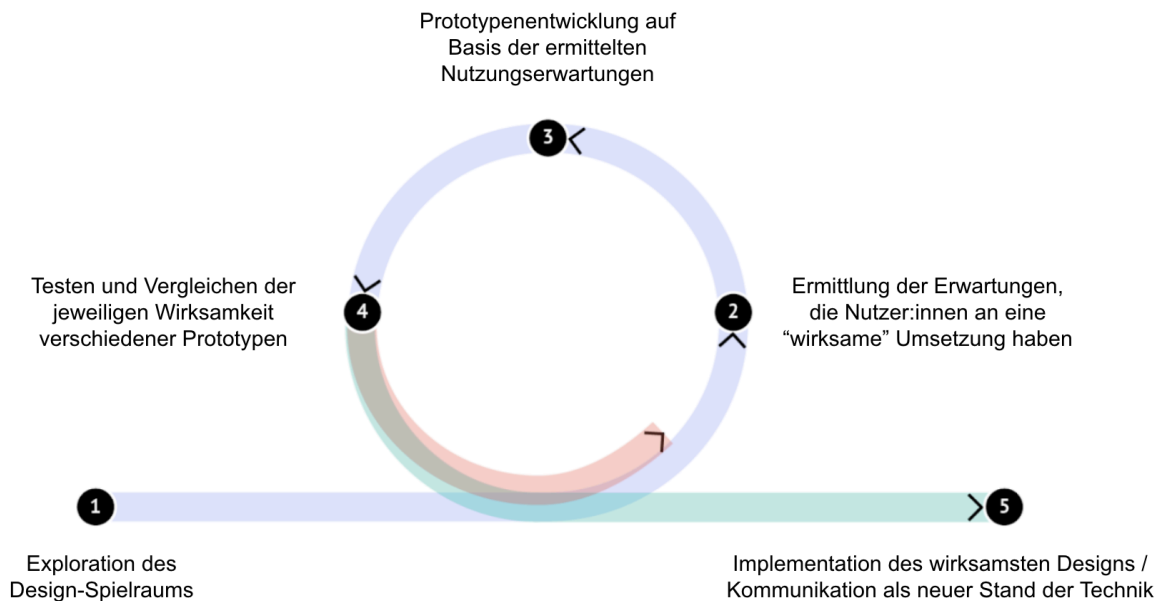 Prototypenentwicklung auf
Basis der ermittelten
Nutzungserwartungen
3
Testen und Vergleichen der
jeweiligen Wirksamkeit
verschiedener Prototypen
4
2
Ermittlung der Erwartungen,
die Nutzer:innen an eine
“wirksame” Umsetzung haben
1
5
Exploration des
Design-Spielraums
Implementation des wirksamsten Designs /
Kommunikation als neuer Stand der Technik